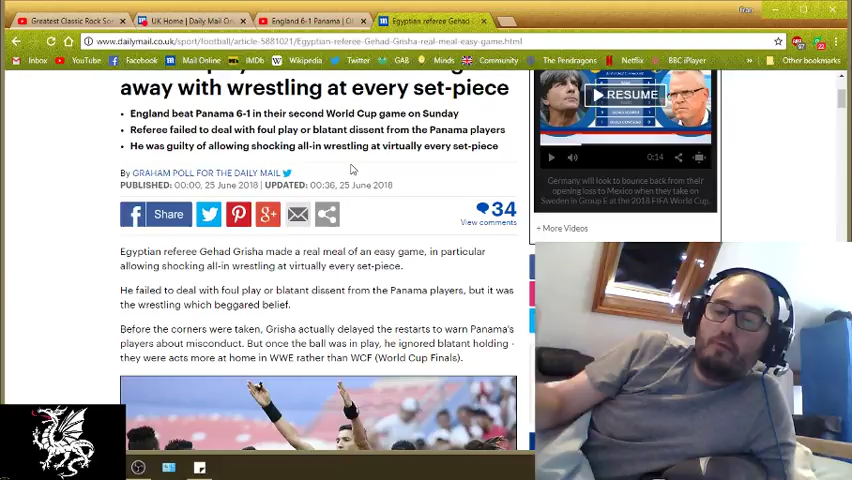 Greatest Classic Rock So
UK Home | Daily Mail On
England 6-1 Panama | O
Egyptian referee Gehad G
Fran
www.dailymail.co.uk/sport/football/article-5881021/Egyptian-referee-Gehad-Grisha-real-meal-easy-game.html
Inbox YouTube Facebook Mail Online IMDb Wikipedia Twitter GAB Minds Community The Pendragons Netflix BBC iPlayer Other bookmarks
away with wrestling at every set-piece
• England beat Panama 6-1 in their second World Cup game on Sunday
• Referee failed to deal with foul play or blatant dissent from the Panama players
• He was guilty of allowing shocking all-in wrestling at virtually every set-piece
By GRAHAM POLL FOR THE DAILY MAIL
PUBLISHED: 00:00, 25 June 2018 | UPDATED: 00:36, 25 June 2018
Share
34
View comments
Egyptian referee Gehad Grisha made a real meal of an easy game, in particular
allowing shocking all-in wrestling at virtually every set-piece.
He failed to deal with foul play or blatant dissent from the Panama players, but it was
the wrestling which beggared belief.
Before the corners were taken, Grisha actually delayed the restarts to warn Panama's
players about misconduct. But once the ball was in play, he ignored blatant holding -
they were acts more at home in WWE rather than WCF (World Cup Finals).
RESUME
0:14
Germany will look to bounce back from their
opening loss to Mexico when they take on
Sweden in Group E at the 2018 FIFA World Cup.
+ More Videos